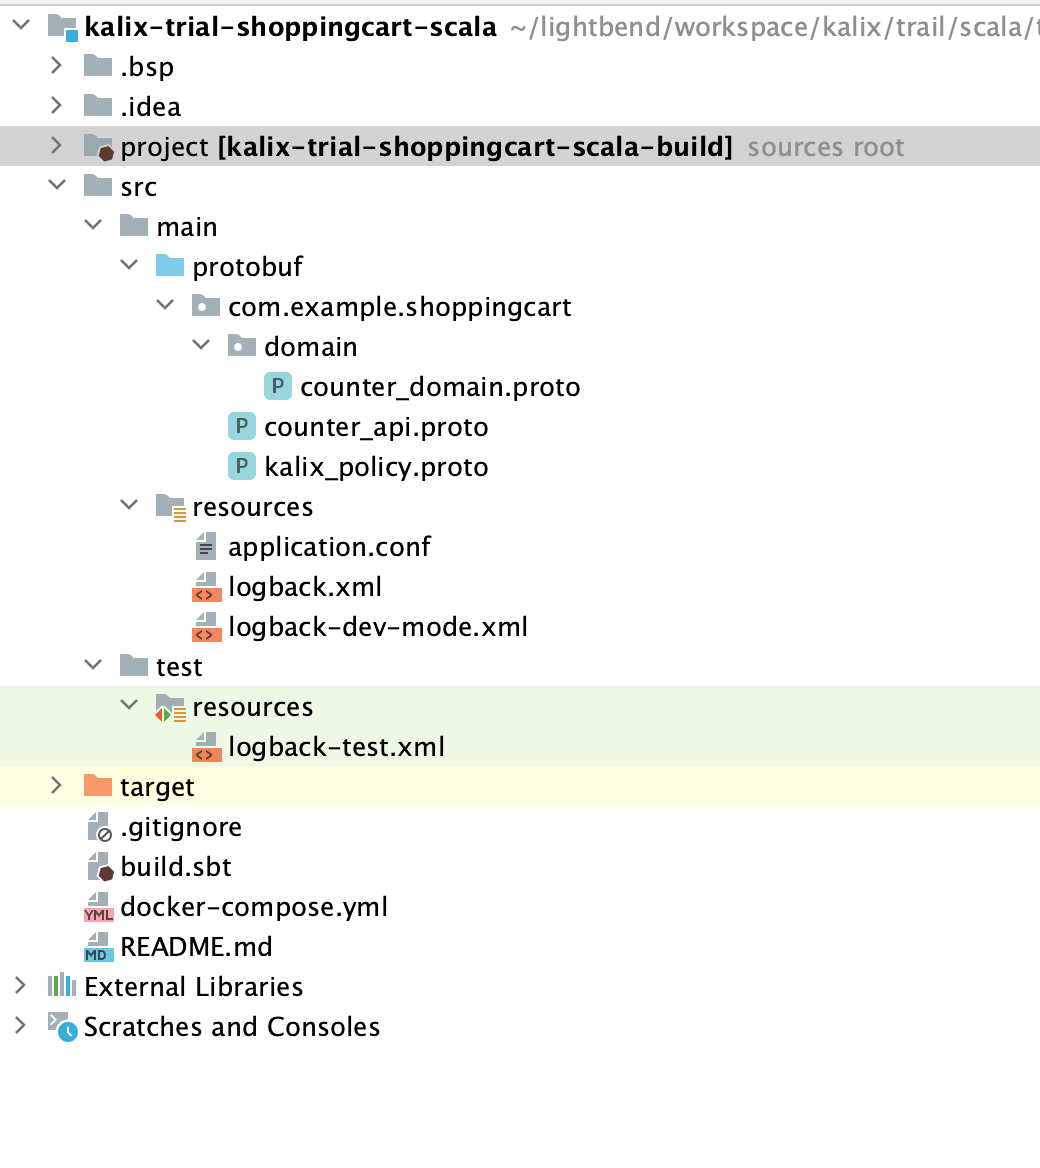 kalix-trial-shoppingcart-scala ~/lightbend/workspace/kalix/trail/scala/
.bsp
.idea
project [kalix-trial-shoppingcart-scala-build] sources root
src
main
protobuf
com.example.shoppingcart
domain
P counter_domain.proto
P counter_api.proto
P kalix_policy.proto
resources
application.conf
<> logback.xml
<> logback-dev-mode.xml
test
resources
<> logback-test.xml
target
.gitignore
build.sbt
YML docker-compose.yml
MD README.md
External Libraries
Scratches and Consoles